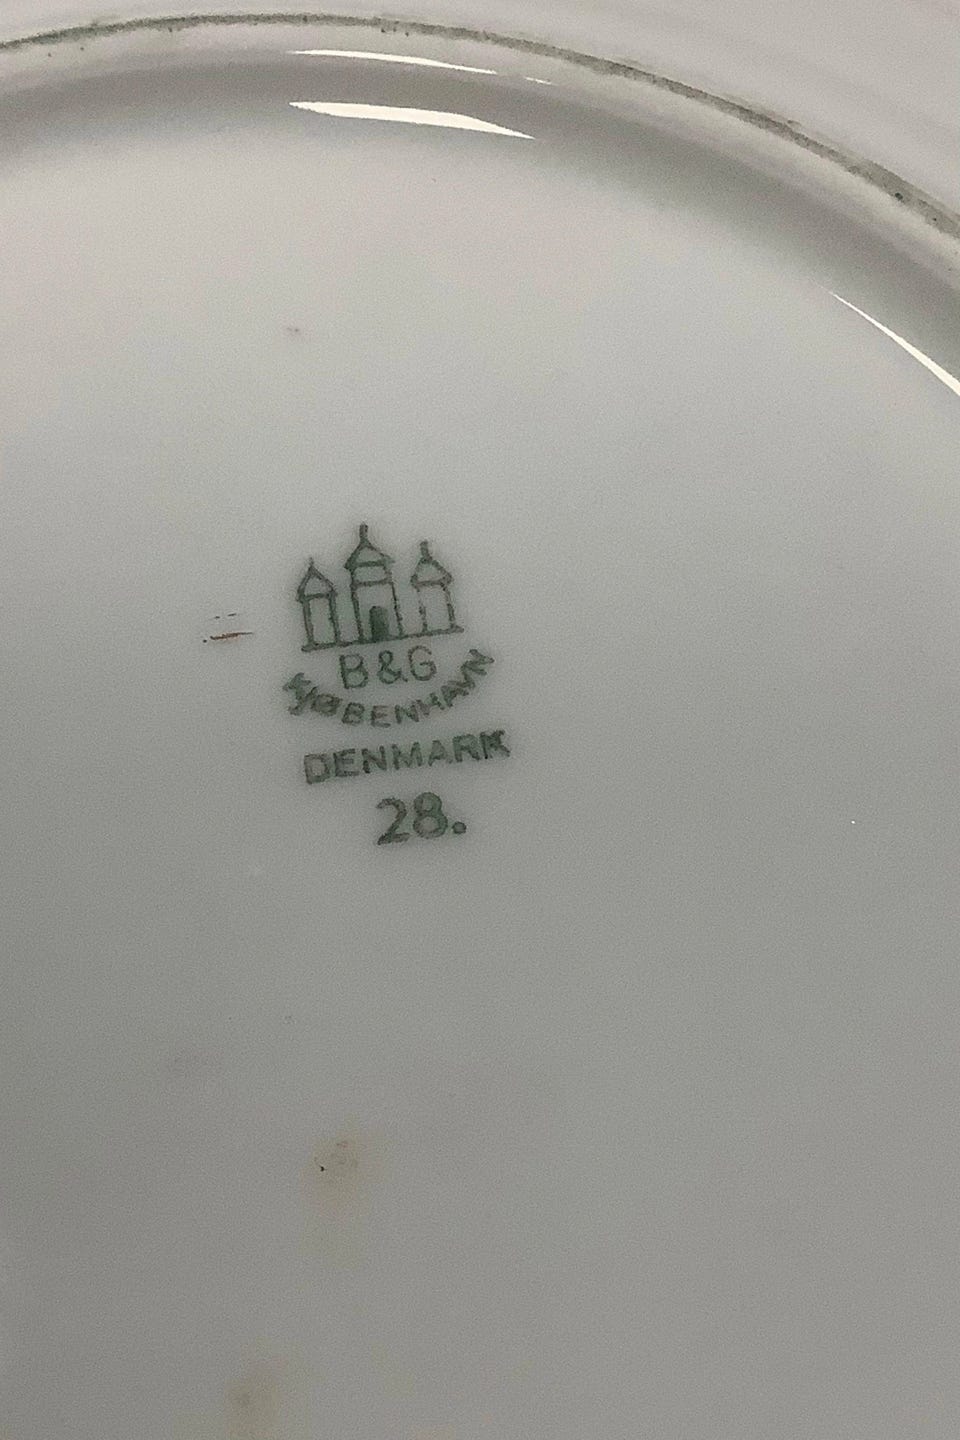 B&G
KJØBENHAVN
DENMARK
28.